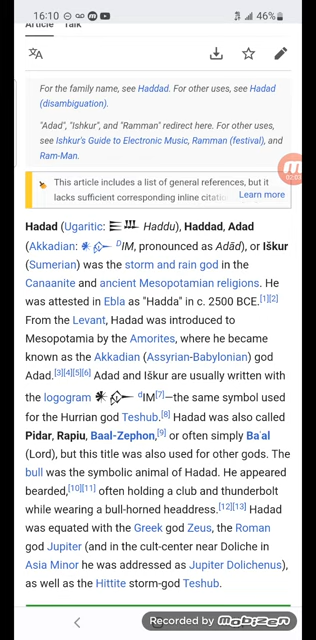 16:10 46%
Article Talk
For the family name, see Haddad. For other uses, see Hadad
(disambiguation).
"Adad", "Ishkur", and "Ramman" redirect here. For other uses,
see Ishkur's Guide to Electronic Music, Ramman (festival), and
Ram-Man.
This article includes a list of general references, but it
lacks sufficient corresponding inline Learn more
Hadad (Ugaritic: 𐎅𐎄 Haddu), Haddad, Adad
(Akkadian: 𒀭𒅎 DIM, pronounced as Adād), or Iškur
(Sumerian) was the storm and rain god in the
Canaanite and ancient Mesopotamian religions. He
was attested in Ebla as "Hadda" in c. 2500 BCE.[1][2]
From the Levant, Hadad was introduced to
Mesopotamia by the Amorites, where he became
known as the Akkadian (Assyrian-Babylonian) god
Adad.[3][4][5][6] Adad and Iškur are usually written with
the logogram 𒀭𒅎 dIM[7]—the same symbol used
for the Hurrian god Teshub.[8] Hadad was also called
Pidar, Rapiu, Baal-Zephon,[9] or often simply Baʿal
(Lord), but this title was also used for other gods. The
bull was the symbolic animal of Hadad. He appeared
bearded,[10][11] often holding a club and thunderbolt
while wearing a bull-horned headdress.[12][13] Hadad
was equated with the Greek god Zeus, the Roman
god Jupiter (and in the cult-center near Doliche in
Asia Minor he was addressed as Jupiter Dolichenus),
as well as the Hittite storm-god Teshub.
Recorded by Mobizen